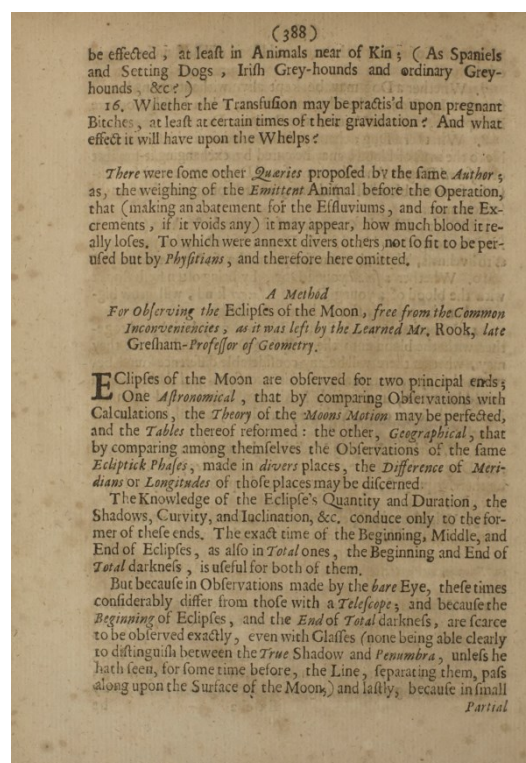 (388)
be effected , at leaſt in Animals near of Kin ; ( As Spaniels
and Setting Dogs , Iriſh Grey-hounds and ordinary Grey-
hounds , &c ? )
16. Whether the Transfuſion may be practis'd upon pregnant
Bitches , at leaſt at certain times of their gravidation ? And what
effect it will have upon the Whelps ?
There were ſome other Quæries propoſed by the ſame Author ;
as, the weighing of the Emittent Animal before the Operation,
that (making an abatement for the Effluviums , and for the Ex-
crements , if it voids any) it may appear, how much blood it re-
ally loſes. To which were annext divers others not ſo fit to be per-
uſed but by Phyſitians , and therefore here omitted.
A Method
For Obſerving the Eclipſes of the Moon , free from the Common
Inconveniencies , as it was left by the Learned Mr. Rook, late
Greſham-Profeſſor of Geometry.
EClipſes of the Moon are obſerved for two principal ends ;
One Aſtronomical , that by comparing Obſervations with
Calculations , the Theory of the Moons Motion may be perfected,
and the Tables thereof reformed : the other , Geographical , that
by comparing among themſelves the Obſervations of the ſame
Ecliptick Phaſes , made in divers places , the Difference of Meri-
dians or Longitudes of thoſe places may be diſcerned.
The Knowledge of the Eclipſe's Quantity and Duration , the
Shadows, Curvity, and Inclination, &c. conduce only to the for-
mer of theſe ends. The exact time of the Beginning, Middle, and
End of Eclipſes, as alſo in Total ones , the Beginning and End of
Total darkneſs , is uſeful for both of them.
But becauſe in Obſervations made by the bare Eye, theſe times
conſiderably differ from thoſe with a Teleſcope ; and becauſe the
Beginning of Eclipſes , and the End of Total darkneſs , are ſcarce
to be obſerved exactly , even with Glaſſes (none being able clearly
to diſtinguiſh between the True Shadow and Penumbra , unleſs he
hath ſeen, for ſome time before , the Line , ſeparating them, paſs
along upon the Surface of the Moon;) and laſtly, becauſe in ſmall
Partial